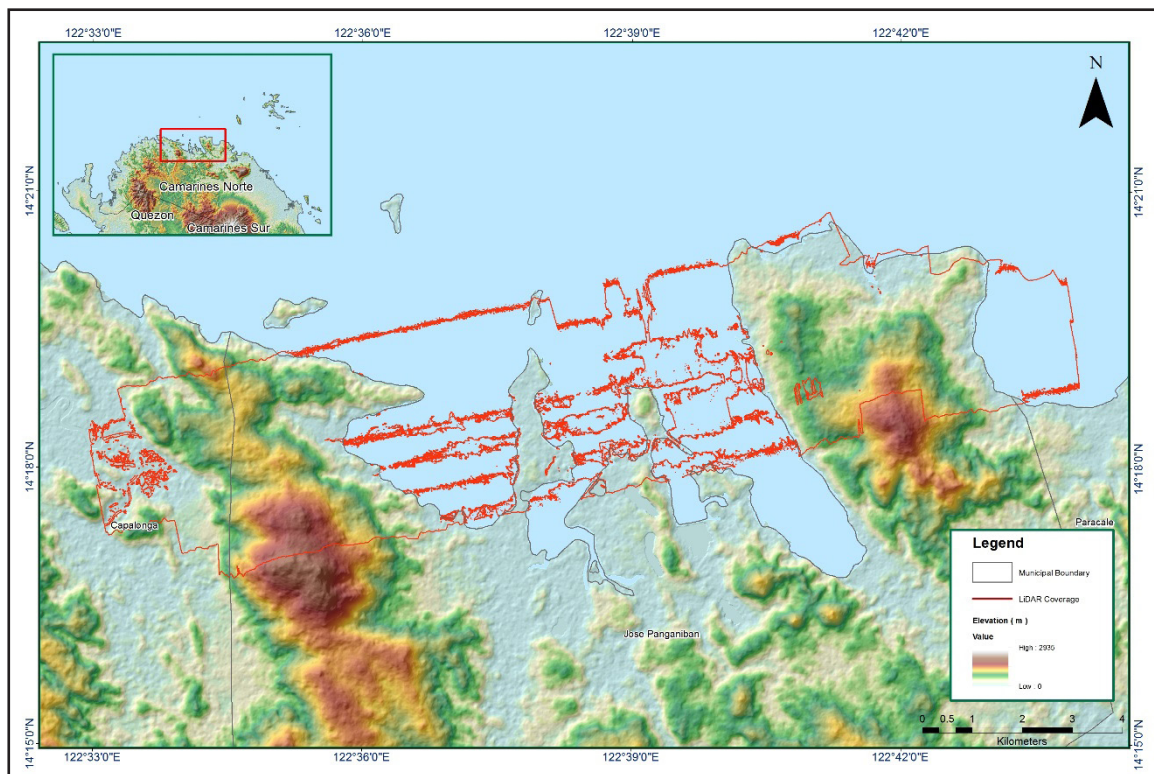 122°33'0"E 122°36'0"E 122°39'0"E 122°42'0"E
N
Camarines Norte
Quezon
Camarines Sur
14°21'0"N 14°21'0"N
14°18'0"N 14°18'0"N
Capalonga
Paracale
Jose Panganiban
Legend
Municipal Boundary
LiDAR Coverage
Elevation ( m )
Value
High : 2935
Low : 0
0 0.5 1 2 3 4
Kilometers
14°15'0"N 14°15'0"N
122°33'0"E 122°36'0"E 122°39'0"E 122°42'0"E